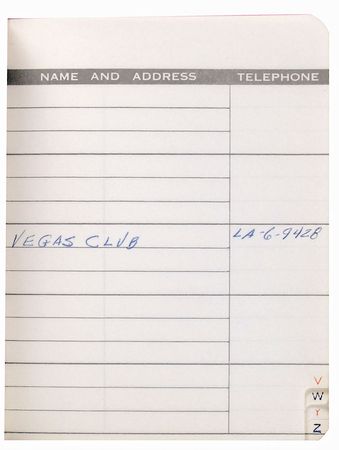 NAME AND ADDRESS TELEPHONE
VEGAS CLUB LA-6-9428
V
W
Y
Z